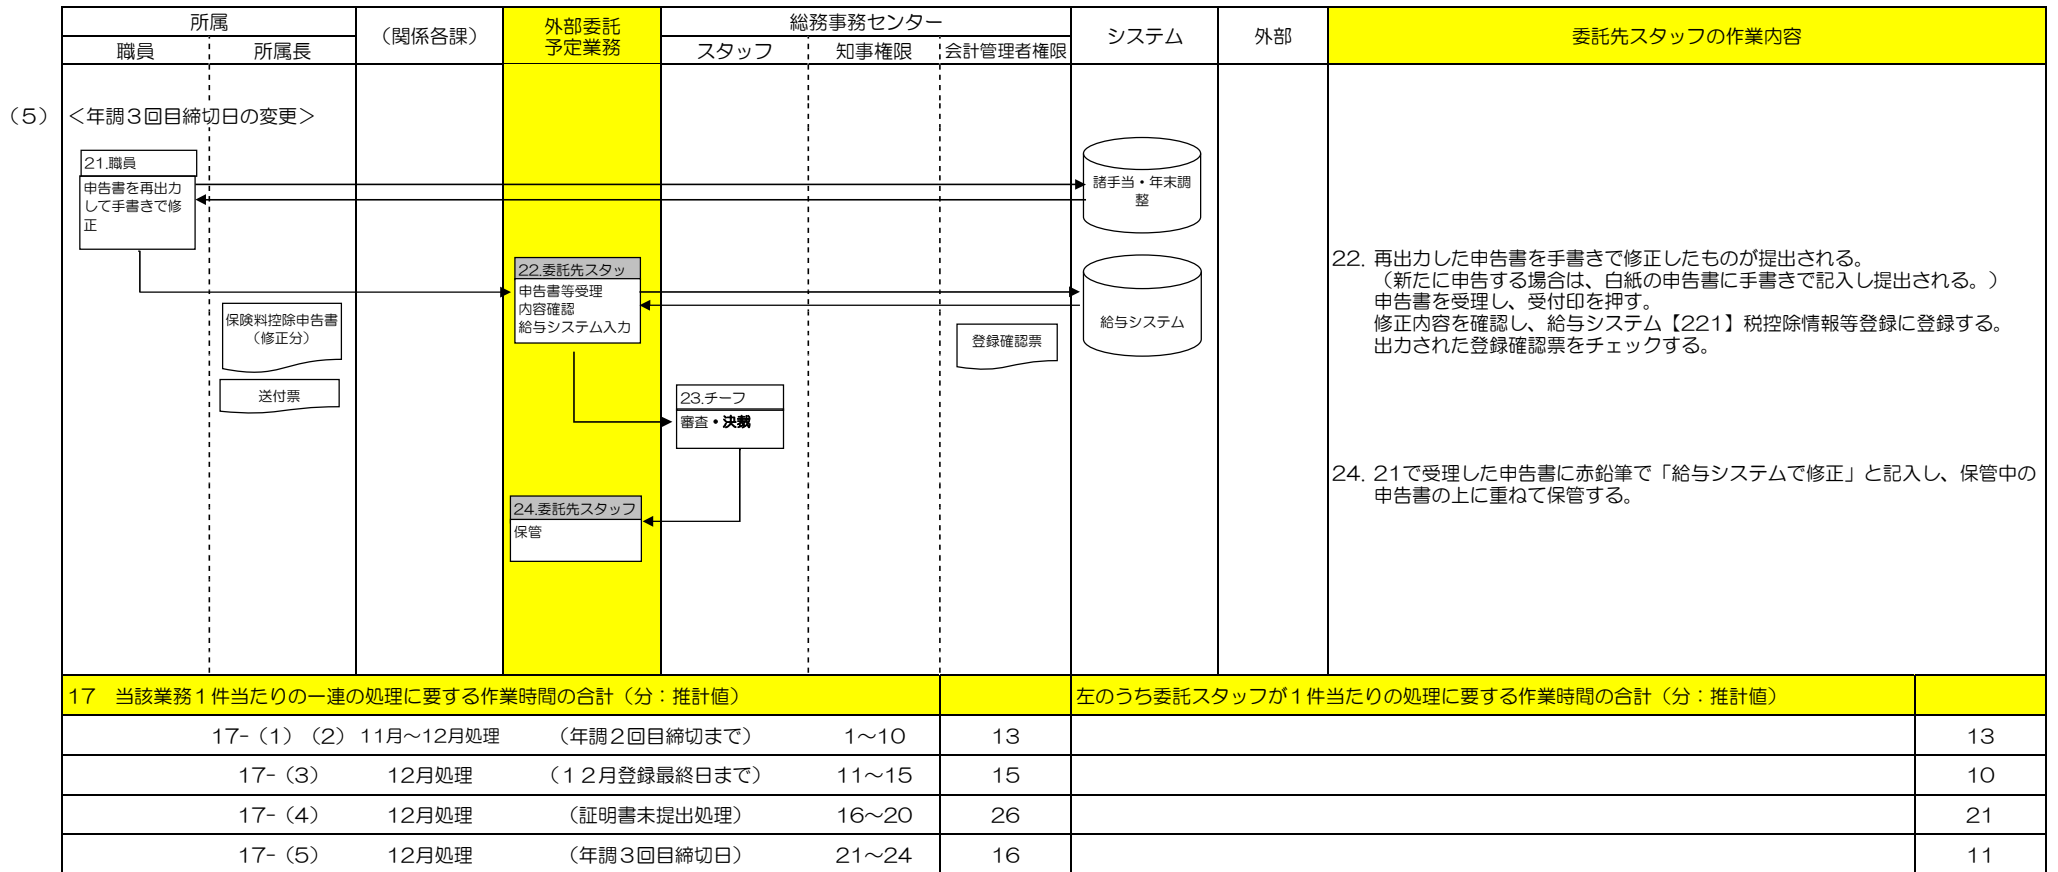 所属
（関係各課）
外部委託
予定業務
総務事務センター
システム
外部
委託先スタッフの作業内容
職員
所属長
スタッフ
知事権限
会計管理者権限
（5）
＜年調３回目締切日の変更＞
21.職員
申告書を再出力
して手書きで修
正
諸手当・年末調
整
22.委託先スタッ
申告書等受理
内容確認
給与システム入力
給与システム
保険料控除申告書
（修正分）
送付票
登録確認票
23.チーフ
審査・決裁
24.委託先スタッフ
保管
22. 再出力した申告書を手書きで修正したものが提出される。
（新たに申告する場合は、白紙の申告書に手書きで記入し提出される。）
申告書を受理し、受付印を押す。
修正内容を確認し、給与システム【221】税控除情報等登録に登録する。
出力された登録確認票をチェックする。
24. 21で受理した申告書に赤鉛筆で「給与システムで修正」と記入し、保管中の
申告書の上に重ねて保管する。
17　当該業務１件当たりの一連の処理に要する作業時間の合計（分：推計値）
左のうち委託スタッフが１件当たりの処理に要する作業時間の合計（分：推計値）
17-（1）（2） 11月～12月処理 （年調２回目締切まで） 1～10 13 13
17-（3） 12月処理 （１２月登録最終日まで） 11～15 15 10
17-（4） 12月処理 （証明書未提出処理） 16～20 26 21
17-（5） 12月処理 （年調３回目締切日） 21～24 16 11